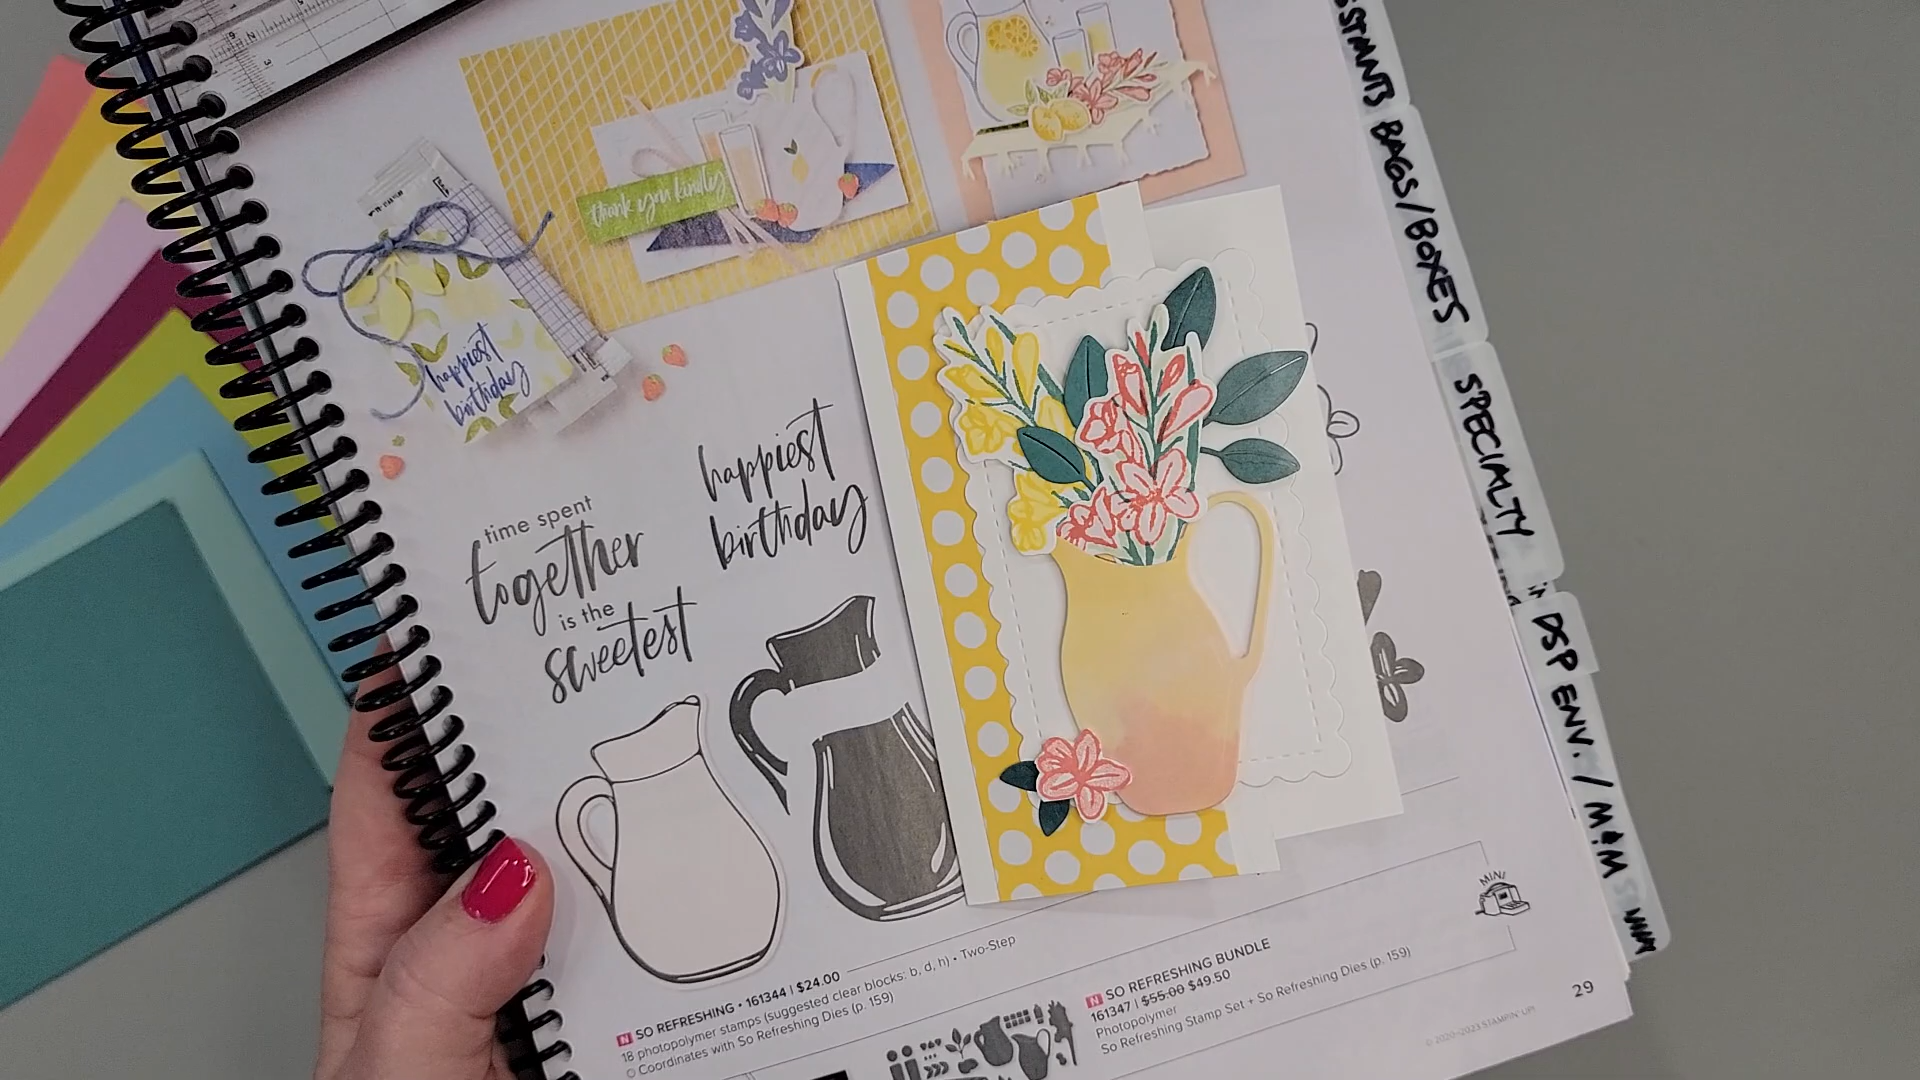 thank you kindly
happiest
birthday
happiest
birthday
time spent
together
is the
sweetest
N SO REFRESHING • 161344 | $24.00
18 photopolymer stamps (suggested clear blocks: b, d, h) • Two-Step
Coordinates with So Refreshing Dies (p. 159)
N SO REFRESHING BUNDLE
161347 | $55.00 $49.50
Photopolymer
So Refreshing Stamp Set + So Refreshing Dies (p. 159)
MINI
29
© 2020–2023 STAMPIN' UP!
BAGS/BOXES
SPECIALTY
DSP ENV. / M&M